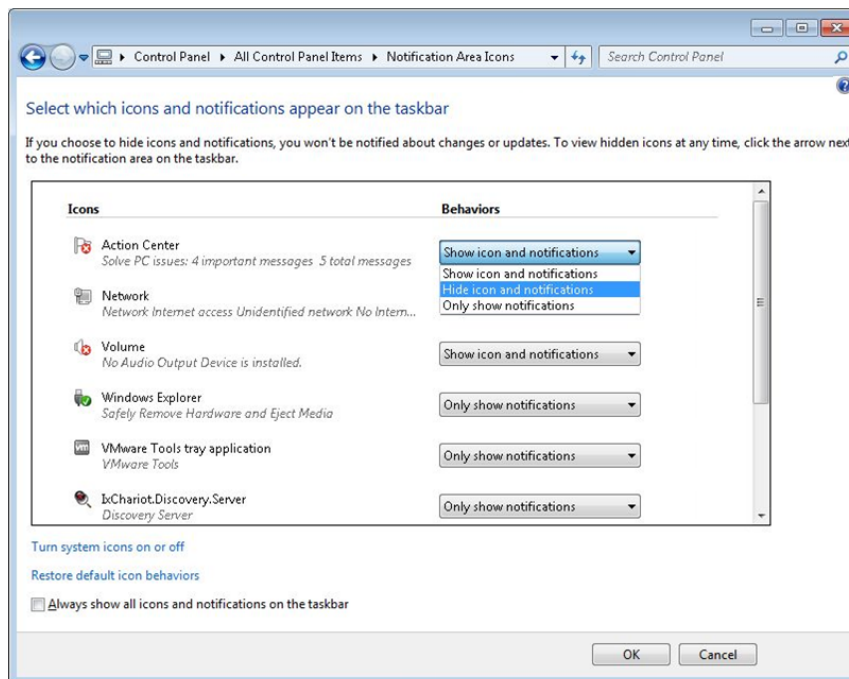 Control Panel ▸ All Control Panel Items ▸ Notification Area Icons
Search Control Panel
Select which icons and notifications appear on the taskbar
If you choose to hide icons and notifications, you won't be notified about changes or updates. To view hidden icons at any time, click the arrow next
to the notification area on the taskbar.
Icons Behaviors
Action Center
Solve PC issues: 4 important messages 5 total messages
Show icon and notifications
Show icon and notifications
Hide icon and notifications
Only show notifications
Network
Network Internet access Unidentified network No Intern...
Volume
No Audio Output Device is installed.
Show icon and notifications
Windows Explorer
Safely Remove Hardware and Eject Media
Only show notifications
VMware Tools tray application
VMware Tools
Only show notifications
IxChariot.Discovery.Server
Discovery Server
Only show notifications
Turn system icons on or off
Restore default icon behaviors
Always show all icons and notifications on the taskbar
OK Cancel